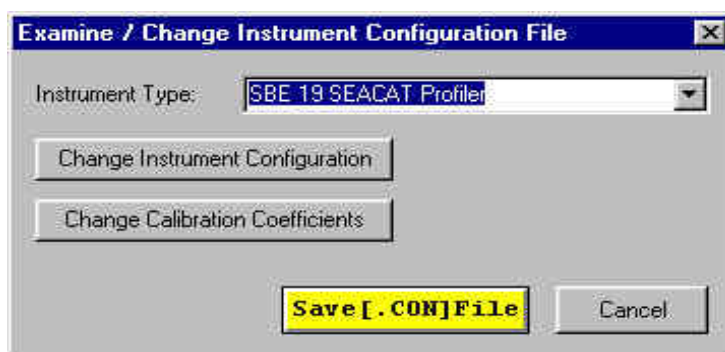 Examine / Change Instrument Configuration File
Instrument Type: SBE 19 SEACAT Profiler
Change Instrument Configuration
Change Calibration Coefficients
Save[.CON]File Cancel